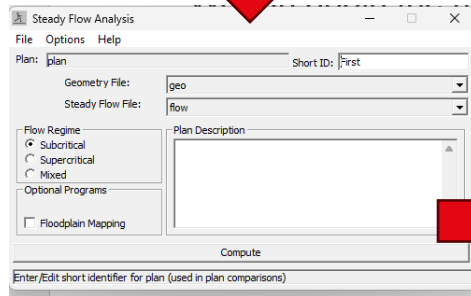 Steady Flow Analysis
File Options Help
Plan: plan Short ID: First
Geometry File: geo
Steady Flow File: flow
Flow Regime
Subcritical
Supercritical
Mixed
Optional Programs
Floodplain Mapping
Plan Description
Compute
Enter/Edit short identifier for plan (used in plan comparisons)